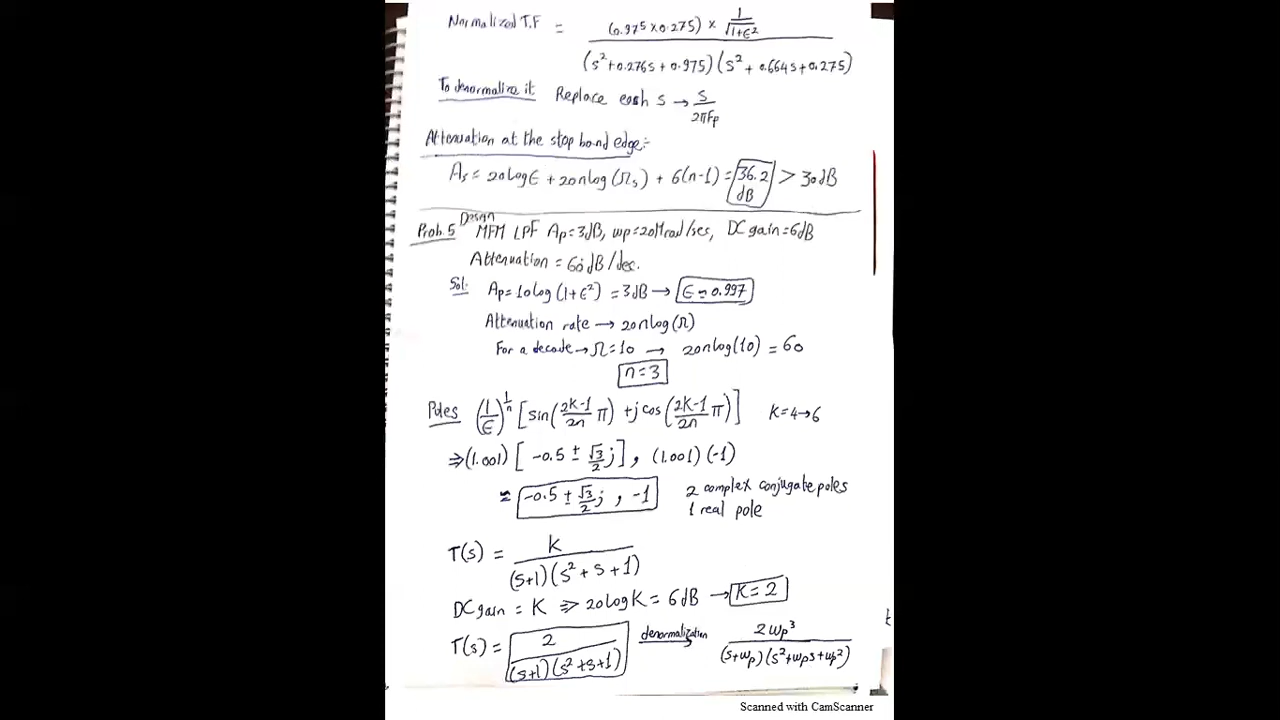 Normalized T.F = (0.975 x 0.275) × 1/√(1+ε²) / (s²+0.276s+0.975)(s²+0.664s+0.275)
To denormalize it: Replace each s → s/2πFp
Attenuation at the stop band edge:-
As = 20logε + 20nlog(Ωs) + 6(n-1) = 36.2 dB > 30dB
Prob.5 Design MFM LPF Ap=3dB, wp=20Mrad/sec, DC gain=6dB
Attenuation = 60 dB/dec.
Sol: Ap=10log(1+ε²) = 3dB → ε ≃ 0.997
Attenuation rate → 20nlog(Ω)
For a decade → Ω=10 → 20nlog(10) = 60
n=3
Poles (1/ε)^(1/n) [sin(2K-1/2n π) + j cos(2K-1/2n π)] K=4→6
⇒(1.001) [-0.5 ± √3/2 j], (1.001)(-1)
≈ -0.5 ± √3/2 j, -1 2 complex conjugate poles
1 real pole
T(s) = K / (s+1)(s²+s+1)
DC gain = K ⇒ 20logK = 6dB → K=2
T(s) = 2 / (s+1)(s²+s+1) denormalization → 2wp³ / (s+wp)(s²+wps+wp²)
Scanned with CamScanner